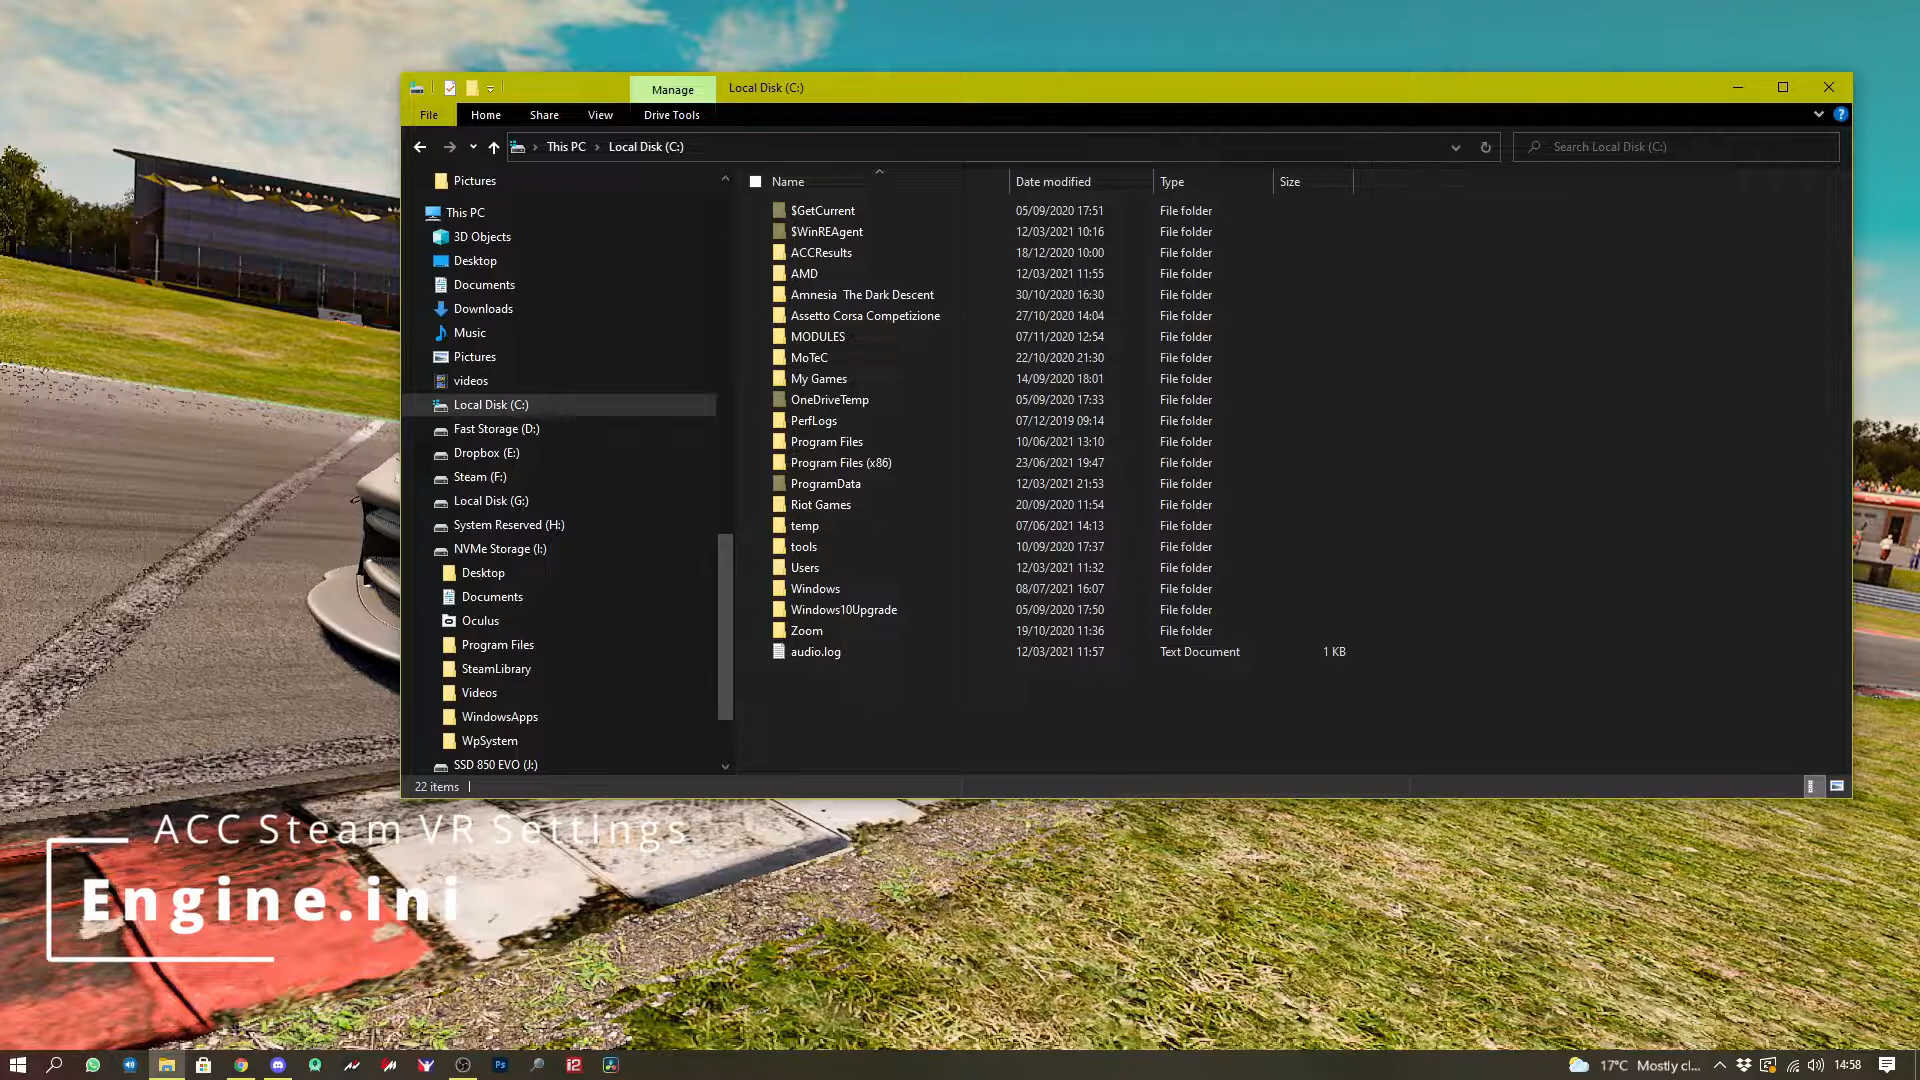 Manage
Local Disk (C:)
File
Home
Share
View
Drive Tools
This PC
Local Disk (C:)
Search Local Disk (C:)
Pictures
This PC
3D Objects
Desktop
Documents
Downloads
Music
Pictures
videos
Local Disk (C:)
Fast Storage (D:)
Dropbox (E:)
Steam (F:)
Local Disk (G:)
System Reserved (H:)
NVMe Storage (I:)
Desktop
Documents
Oculus
Program Files
SteamLibrary
Videos
WindowsApps
WpSystem
SSD 850 EVO (J:)
Name Date modified Type Size
$GetCurrent 05/09/2020 17:51 File folder
$WinREAgent 12/03/2021 10:16 File folder
ACCResults 18/12/2020 10:00 File folder
AMD 12/03/2021 11:55 File folder
Amnesia The Dark Descent 30/10/2020 16:30 File folder
Assetto Corsa Competizione 27/10/2020 14:04 File folder
MODULES 07/11/2020 12:54 File folder
MoTeC 22/10/2020 21:30 File folder
My Games 14/09/2020 18:01 File folder
OneDriveTemp 05/09/2020 17:33 File folder
PerfLogs 07/12/2019 09:14 File folder
Program Files 10/06/2021 13:10 File folder
Program Files (x86) 23/06/2021 19:47 File folder
ProgramData 12/03/2021 21:53 File folder
Riot Games 20/09/2020 11:54 File folder
temp 07/06/2021 14:13 File folder
tools 10/09/2020 17:37 File folder
Users 12/03/2021 11:32 File folder
Windows 08/07/2021 16:07 File folder
Windows10Upgrade 05/09/2020 17:50 File folder
Zoom 19/10/2020 11:36 File folder
audio.log 12/03/2021 11:57 Text Document 1 KB
22 items
ACC Steam VR Settings
Engine.ini
Ps
i2
17°C Mostly cl...
14:58